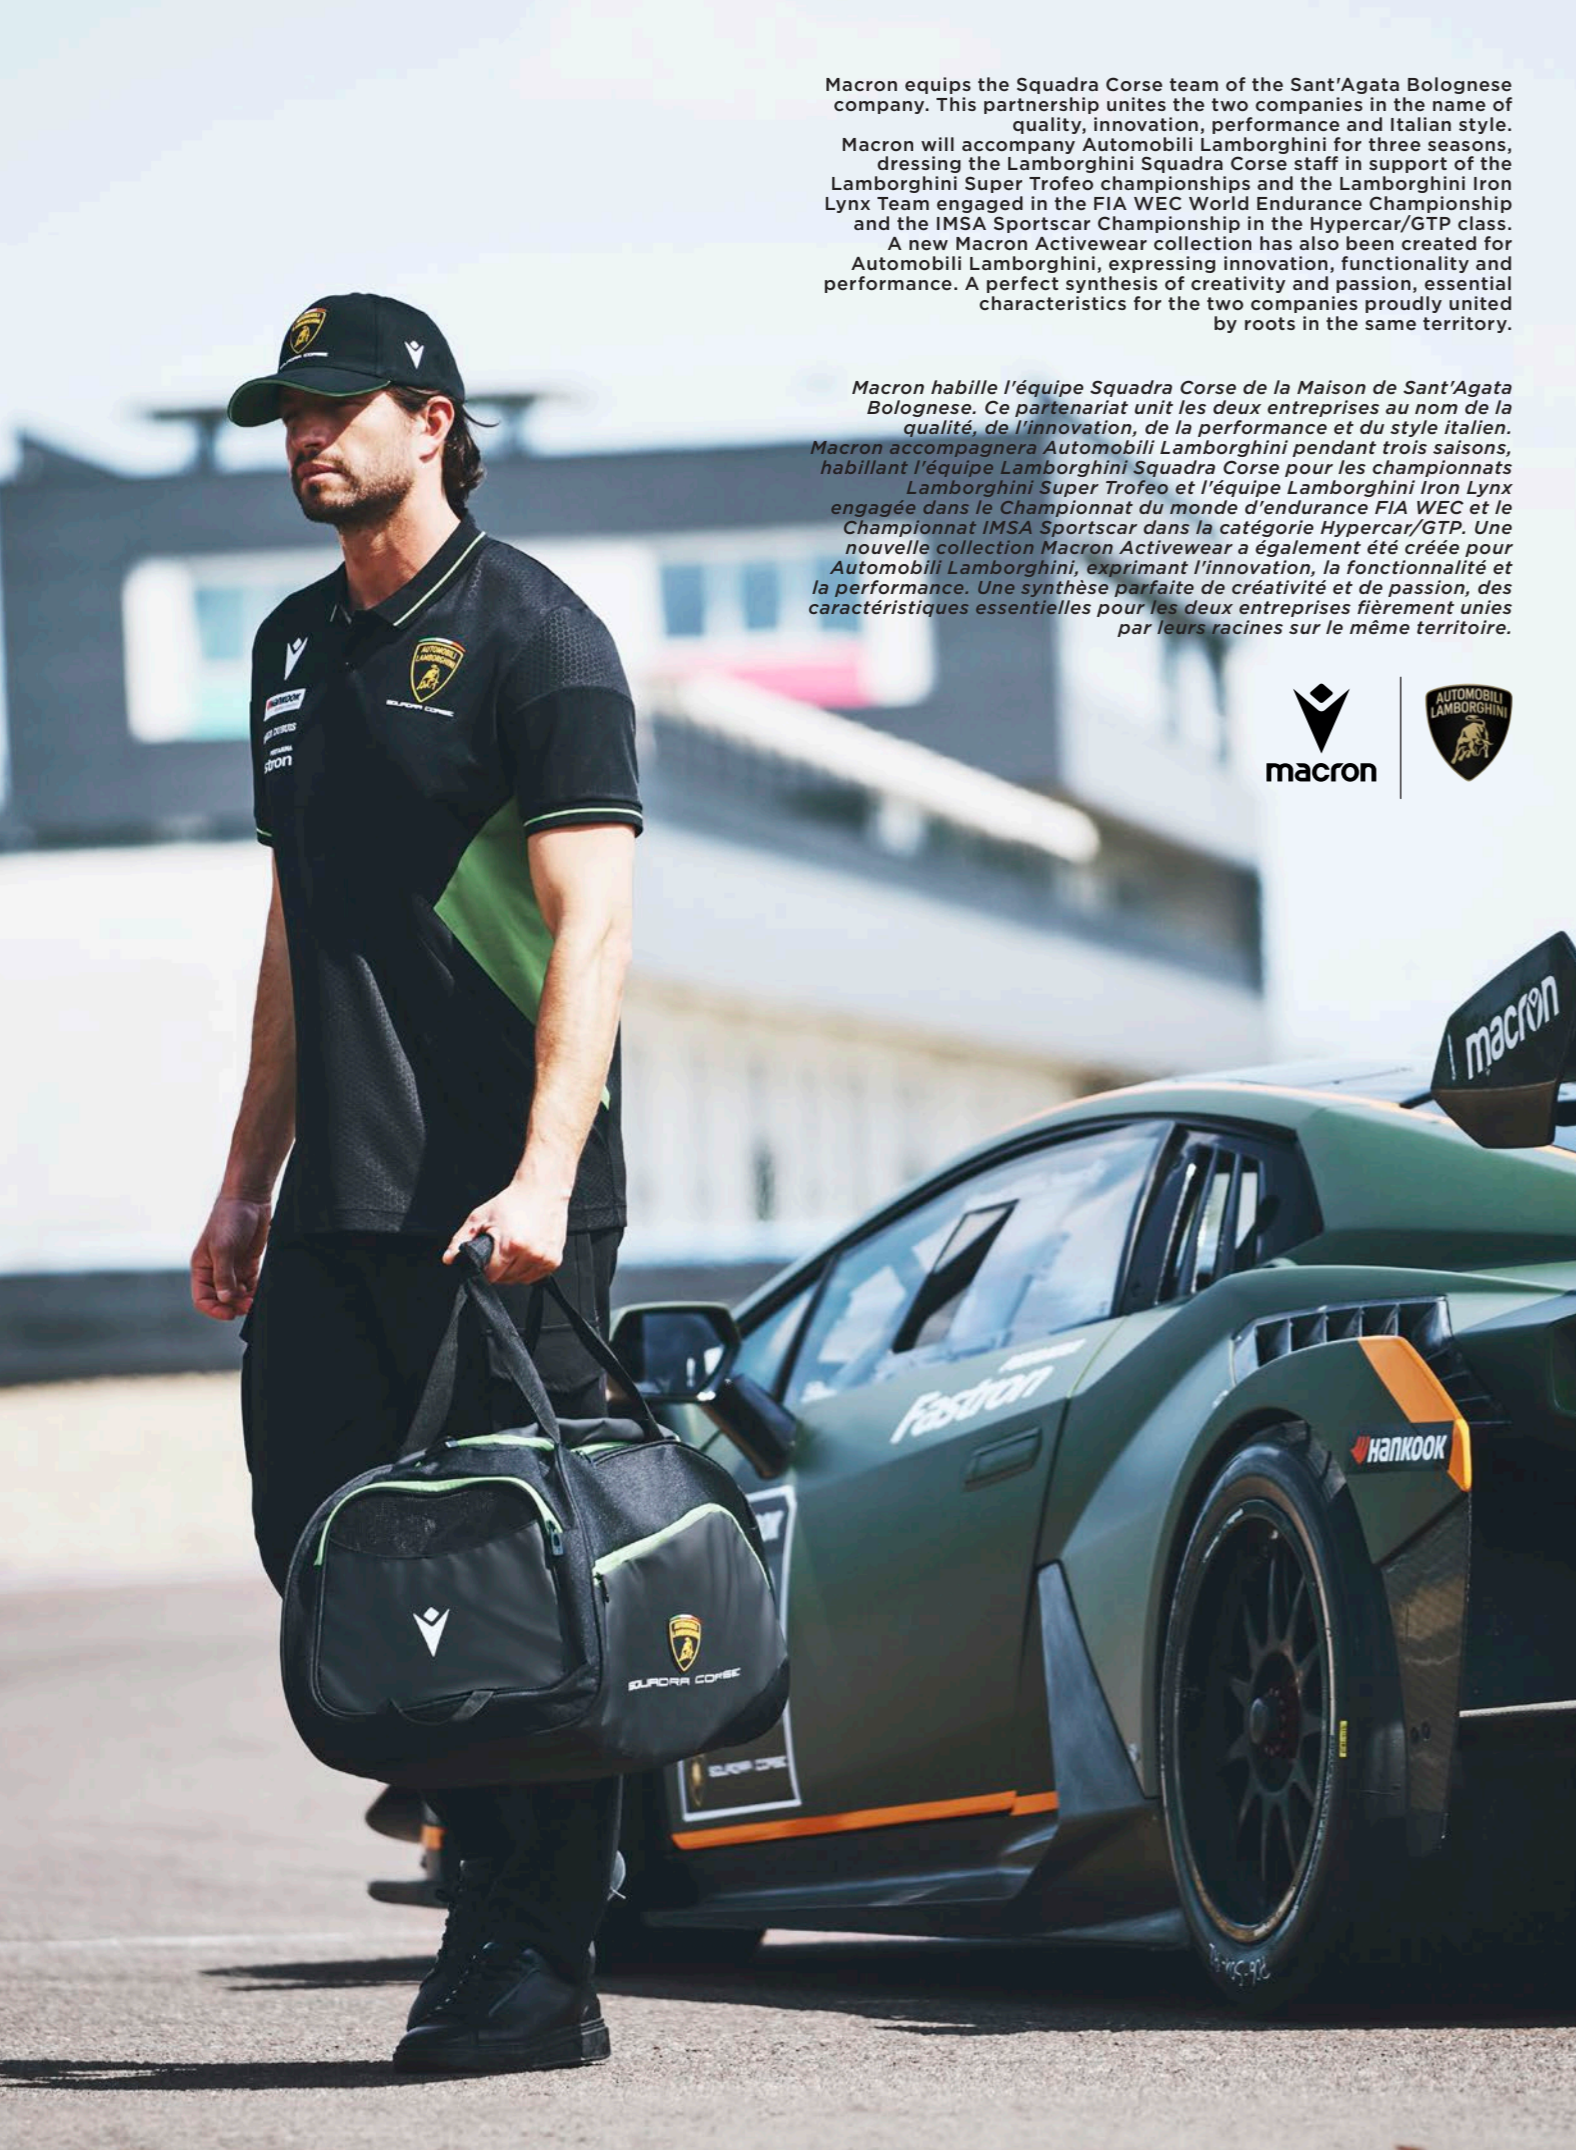 Macron equips the Squadra Corse team of the Sant'Agata Bolognese
company. This partnership unites the two companies in the name of
quality, innovation, performance and Italian style.
Macron will accompany Automobili Lamborghini for three seasons,
dressing the Lamborghini Squadra Corse staff in support of the
Lamborghini Super Trofeo championships and the Lamborghini Iron
Lynx Team engaged in the FIA WEC World Endurance Championship
and the IMSA Sportscar Championship in the Hypercar/GTP class.
A new Macron Activewear collection has also been created for
Automobili Lamborghini, expressing innovation, functionality and
performance. A perfect synthesis of creativity and passion, essential
characteristics for the two companies proudly united
by roots in the same territory.
Macron habille l'équipe Squadra Corse de la Maison de Sant'Agata
Bolognese. Ce partenariat unit les deux entreprises au nom de la
qualité, de l'innovation, de la performance et du style italien.
Macron accompagnera Automobili Lamborghini pendant trois saisons,
habillant l'équipe Lamborghini Squadra Corse pour les championnats
Lamborghini Super Trofeo et l'équipe Lamborghini Iron Lynx
engagée dans le Championnat du monde d'endurance FIA WEC et le
Championnat IMSA Sportscar dans la catégorie Hypercar/GTP. Une
nouvelle collection Macron Activewear a également été créée pour
Automobili Lamborghini, exprimant l'innovation, la fonctionnalité et
la performance. Une synthèse parfaite de créativité et de passion, des
caractéristiques essentielles pour les deux entreprises fièrement unies
par leurs racines sur le même territoire.
macron
AUTOMOBILI
LAMBORGHINI
AUTOMOBILI
LAMBORGHINI
SQUADRA CORSE
HANKOOK
stron
macron
Fastron
HANKOOK
AUTOMOBILI
LAMBORGHINI
SQUADRA CORSE